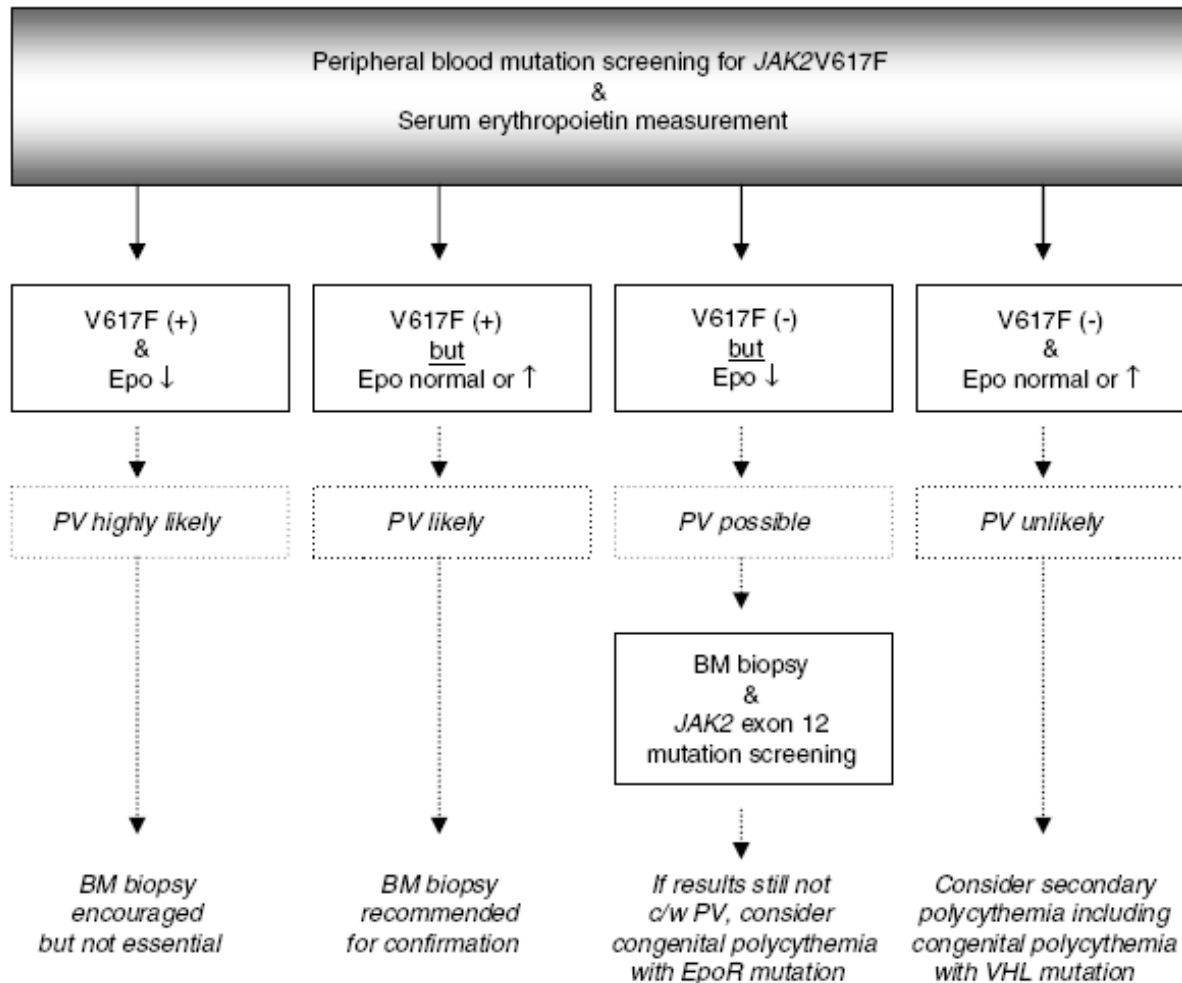 Peripheral blood mutation screening for JAK2V617F
&
Serum erythropoietin measurement
V617F (+)
&
Epo ↓
V617F (+)
but
Epo normal or ↑
V617F (-)
but
Epo ↓
V617F (-)
&
Epo normal or ↑
PV highly likely
PV likely
PV possible
PV unlikely
BM biopsy
&
JAK2 exon 12
mutation screening
BM biopsy
encouraged
but not essential
BM biopsy
recommended
for confirmation
If results still not
c/w PV, consider
congenital polycythemia
with EpoR mutation
Consider secondary
polycythemia including
congenital polycythemia
with VHL mutation